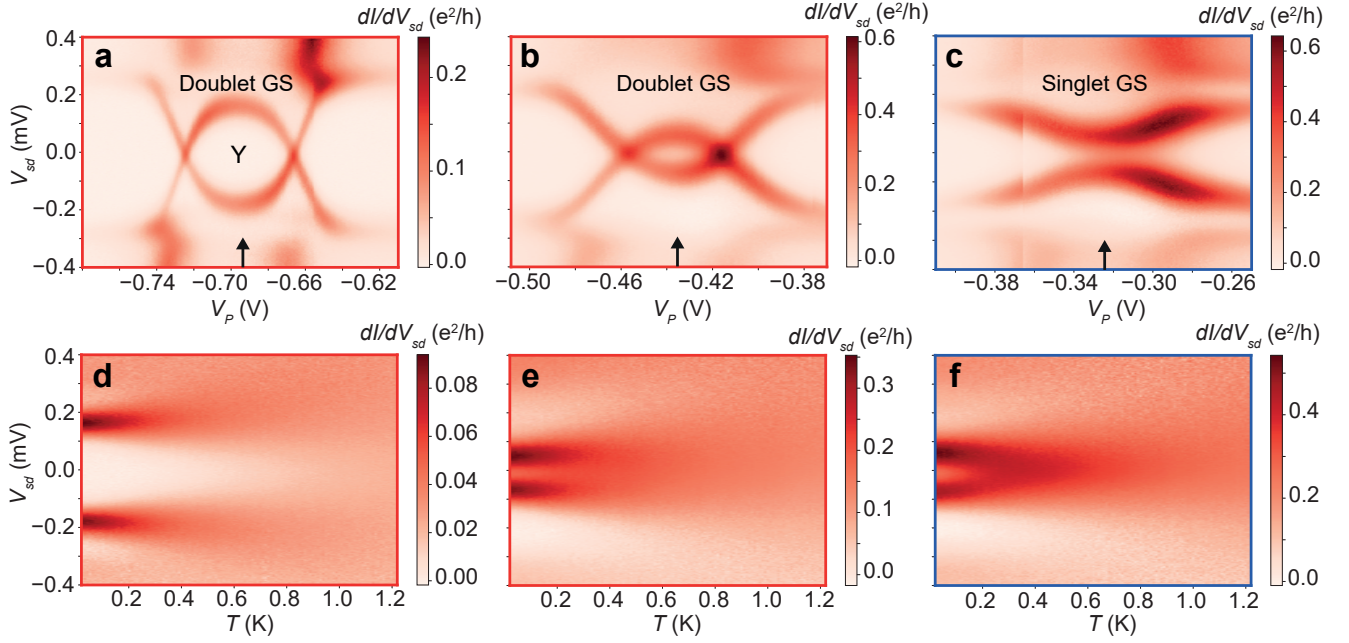 dI/dVsd (e²/h)
dI/dVsd (e²/h)
dI/dVsd (e²/h)
a
Doublet GS
Y
Vsd (mV)
0.4
0.2
0.0
−0.2
−0.4
−0.74
−0.70
−0.66
−0.62
VP (V)
0.2
0.1
0.0
b
Doublet GS
−0.50
−0.46
−0.42
−0.38
VP (V)
0.6
0.4
0.2
0.0
c
Singlet GS
−0.38
−0.34
−0.30
−0.26
VP (V)
0.6
0.4
0.2
0.0
dI/dVsd (e²/h)
dI/dVsd (e²/h)
dI/dVsd (e²/h)
d
Vsd (mV)
0.4
0.2
0.0
−0.2
−0.4
0.2
0.4
0.6
0.8
1.0
1.2
T (K)
0.08
0.06
0.04
0.02
0.00
e
0.2
0.4
0.6
0.8
1.0
1.2
T (K)
0.3
0.2
0.1
0.0
f
0.2
0.4
0.6
0.8
1.0
1.2
T (K)
0.4
0.2
0.0